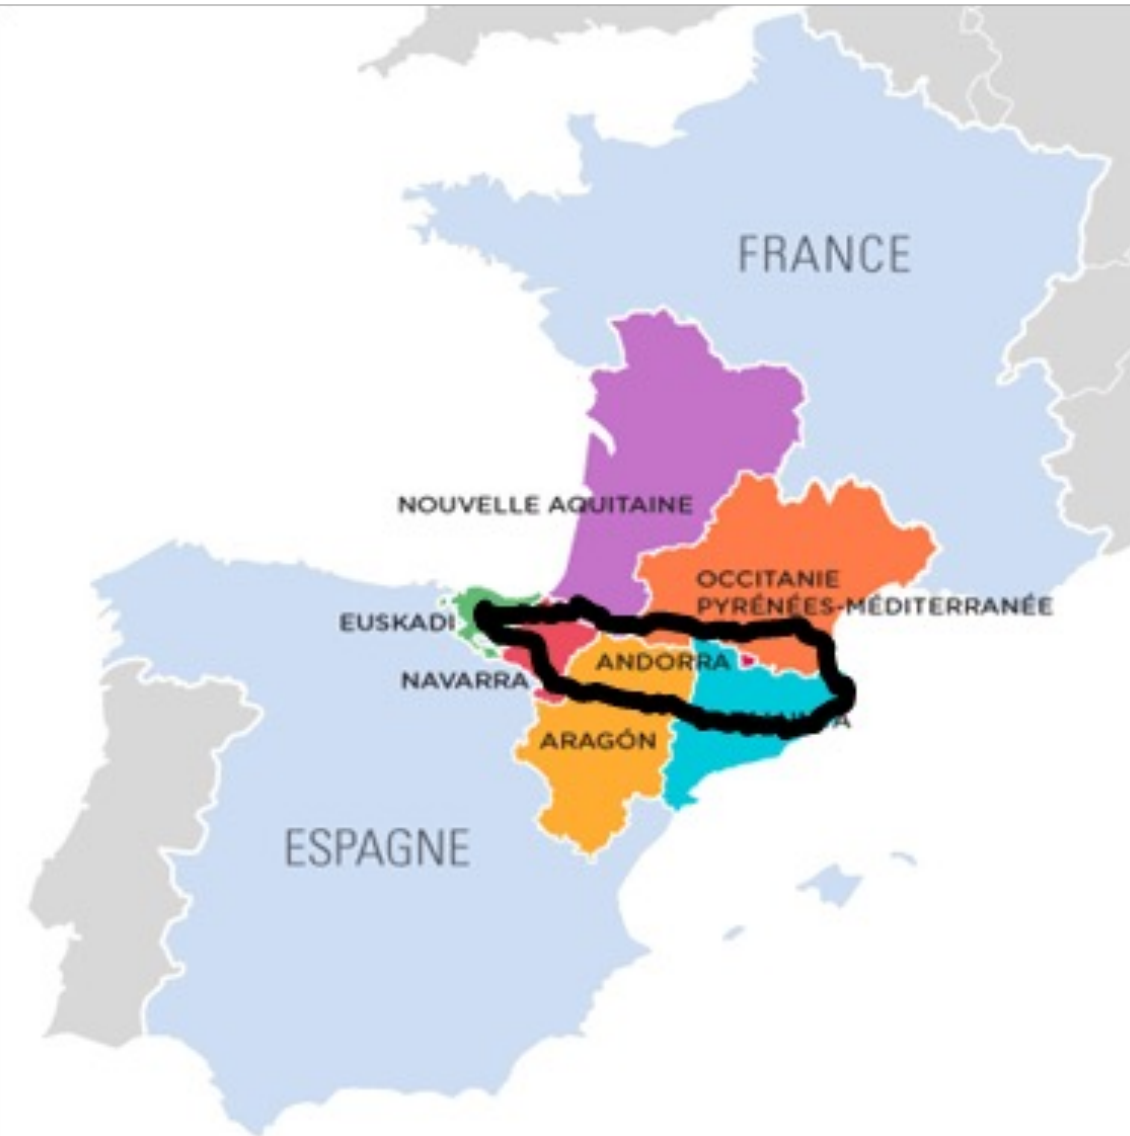 FRANCE
NOUVELLE AQUITAINE
OCCITANIE
PYRÉNÉES-MÉDITERRANÉE
EUSKADI
ANDORRA
NAVARRA
ARAGÓN
ESPAGNE